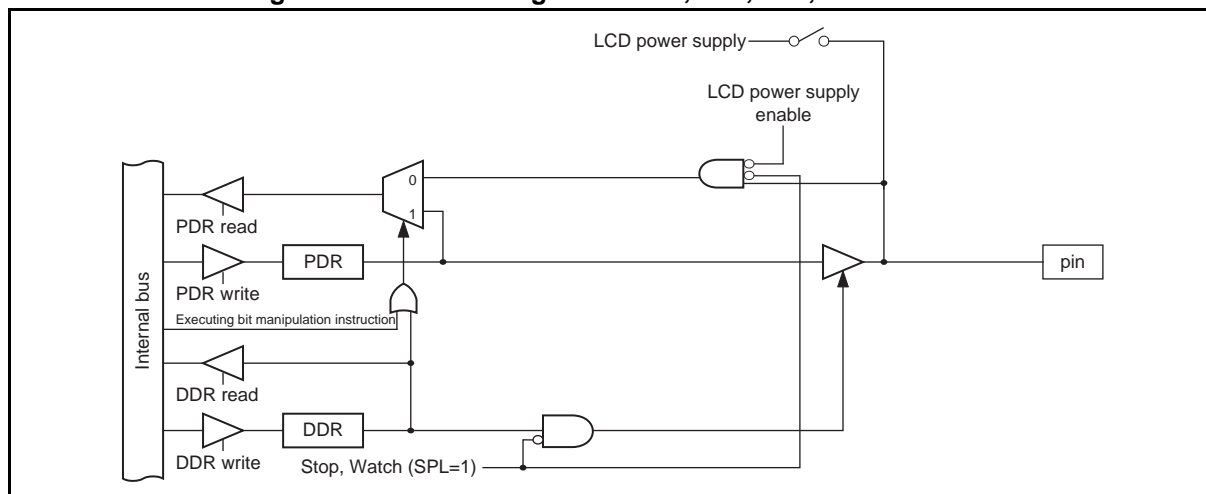 LCD power supply
LCD power supply
enable
0
1
PDR read
PDR
pin
PDR write
Executing bit manipulation instruction
Internal bus
DDR read
DDR
DDR write
Stop, Watch (SPL=1)